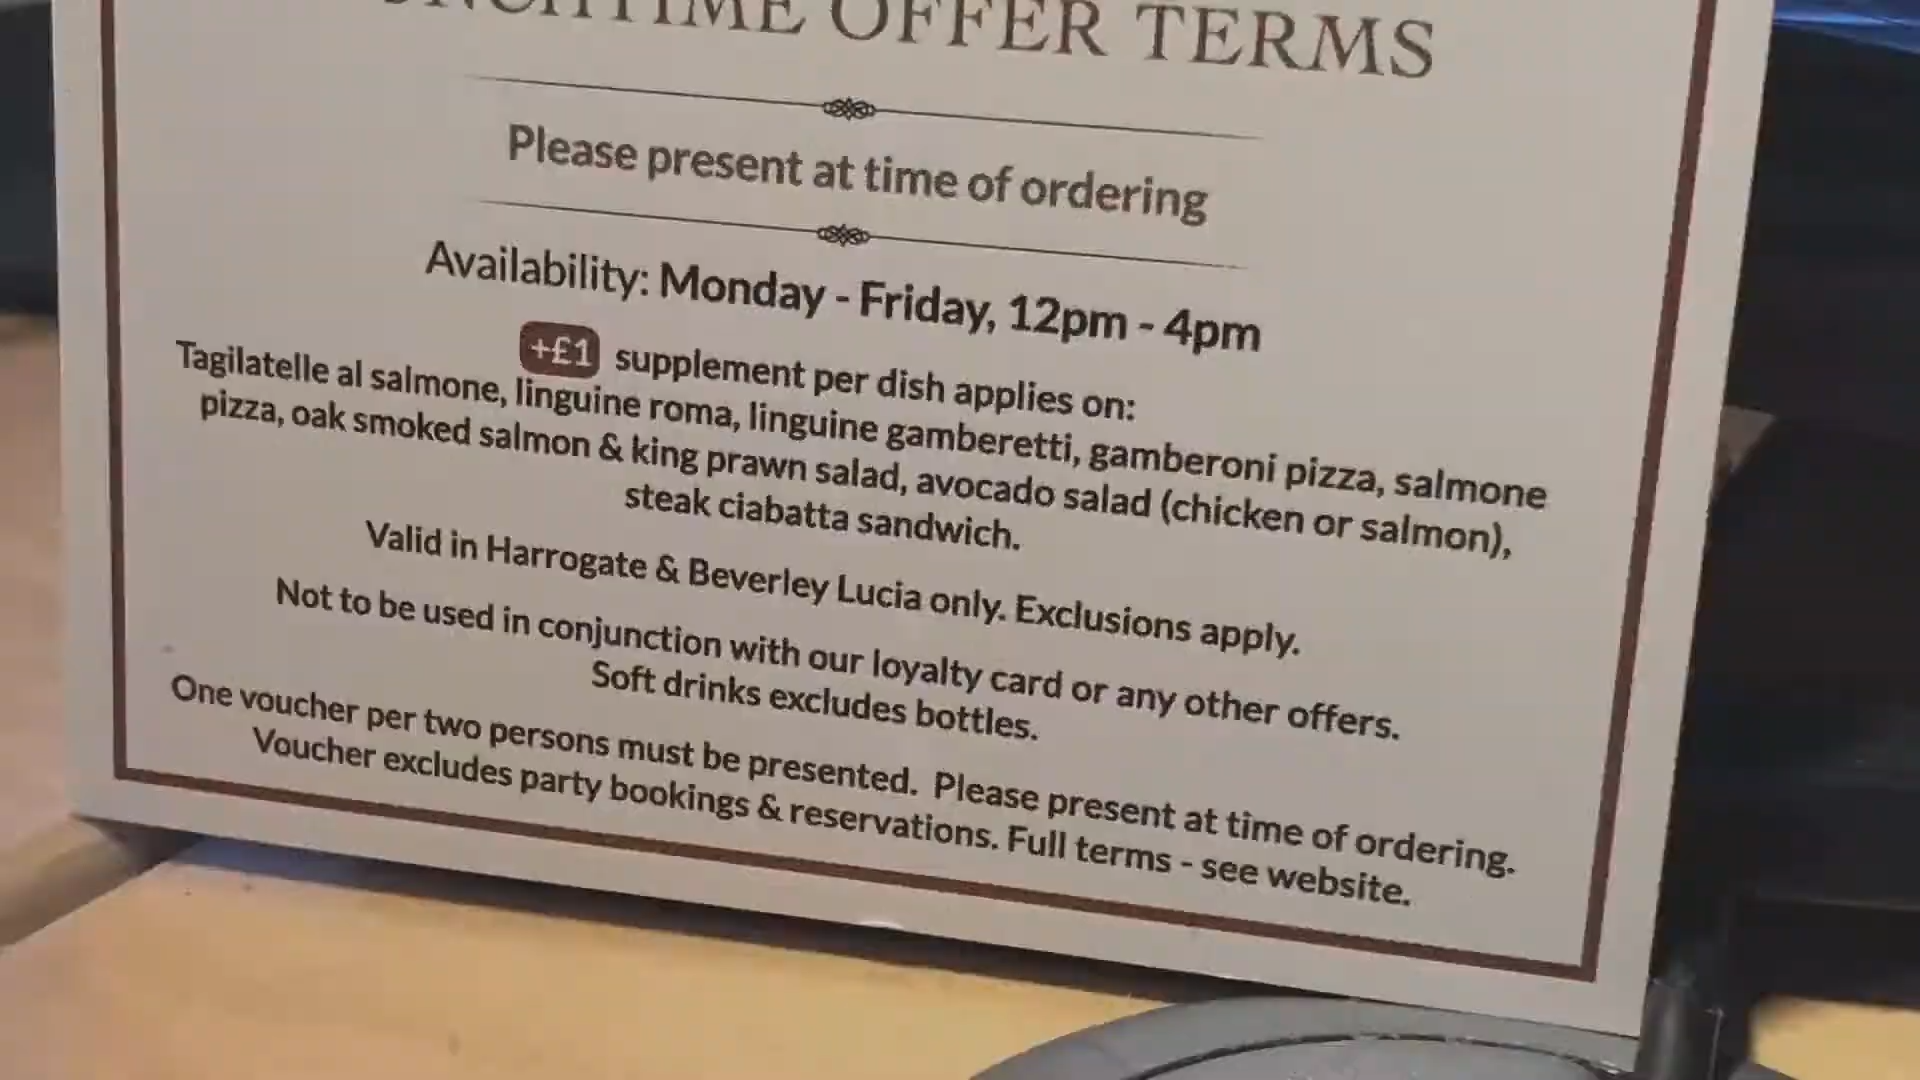 LUNCHTIME OFFER TERMS
Please present at time of ordering
Availability: Monday - Friday, 12pm - 4pm
+£1 supplement per dish applies on:
Tagilatelle al salmone, linguine roma, linguine gamberetti, gamberoni pizza, salmone
pizza, oak smoked salmon & king prawn salad, avocado salad (chicken or salmon),
steak ciabatta sandwich.
Valid in Harrogate & Beverley Lucia only. Exclusions apply.
Not to be used in conjunction with our loyalty card or any other offers.
Soft drinks excludes bottles.
One voucher per two persons must be presented. Please present at time of ordering.
Voucher excludes party bookings & reservations. Full terms - see website.